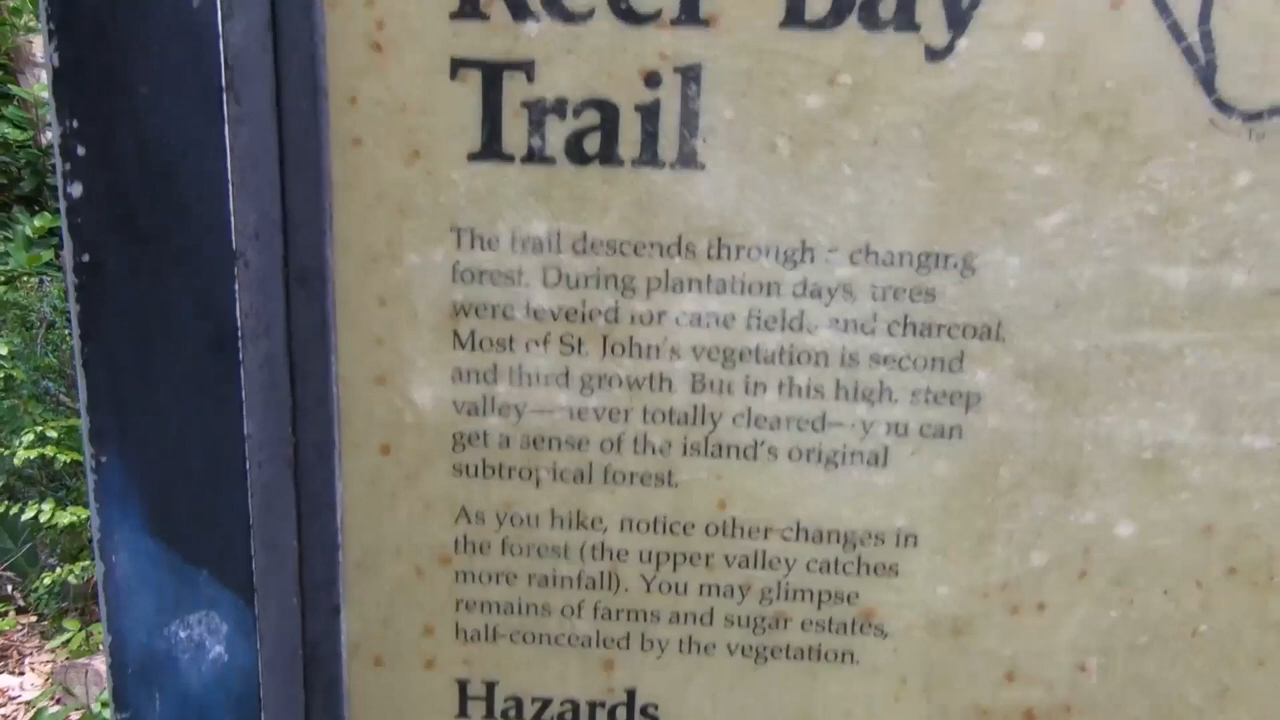 Reef Bay
Trail
To
The trail descends through a changing
forest. During plantation days, trees
were leveled for cane fields and charcoal.
Most of St. John's vegetation is second
and third growth. But in this high, steep
valley—never totally cleared—you can
get a sense of the island's original
subtropical forest.
As you hike, notice other changes in
the forest (the upper valley catches
more rainfall). You may glimpse
remains of farms and sugar estates,
half-concealed by the vegetation.
Hazards